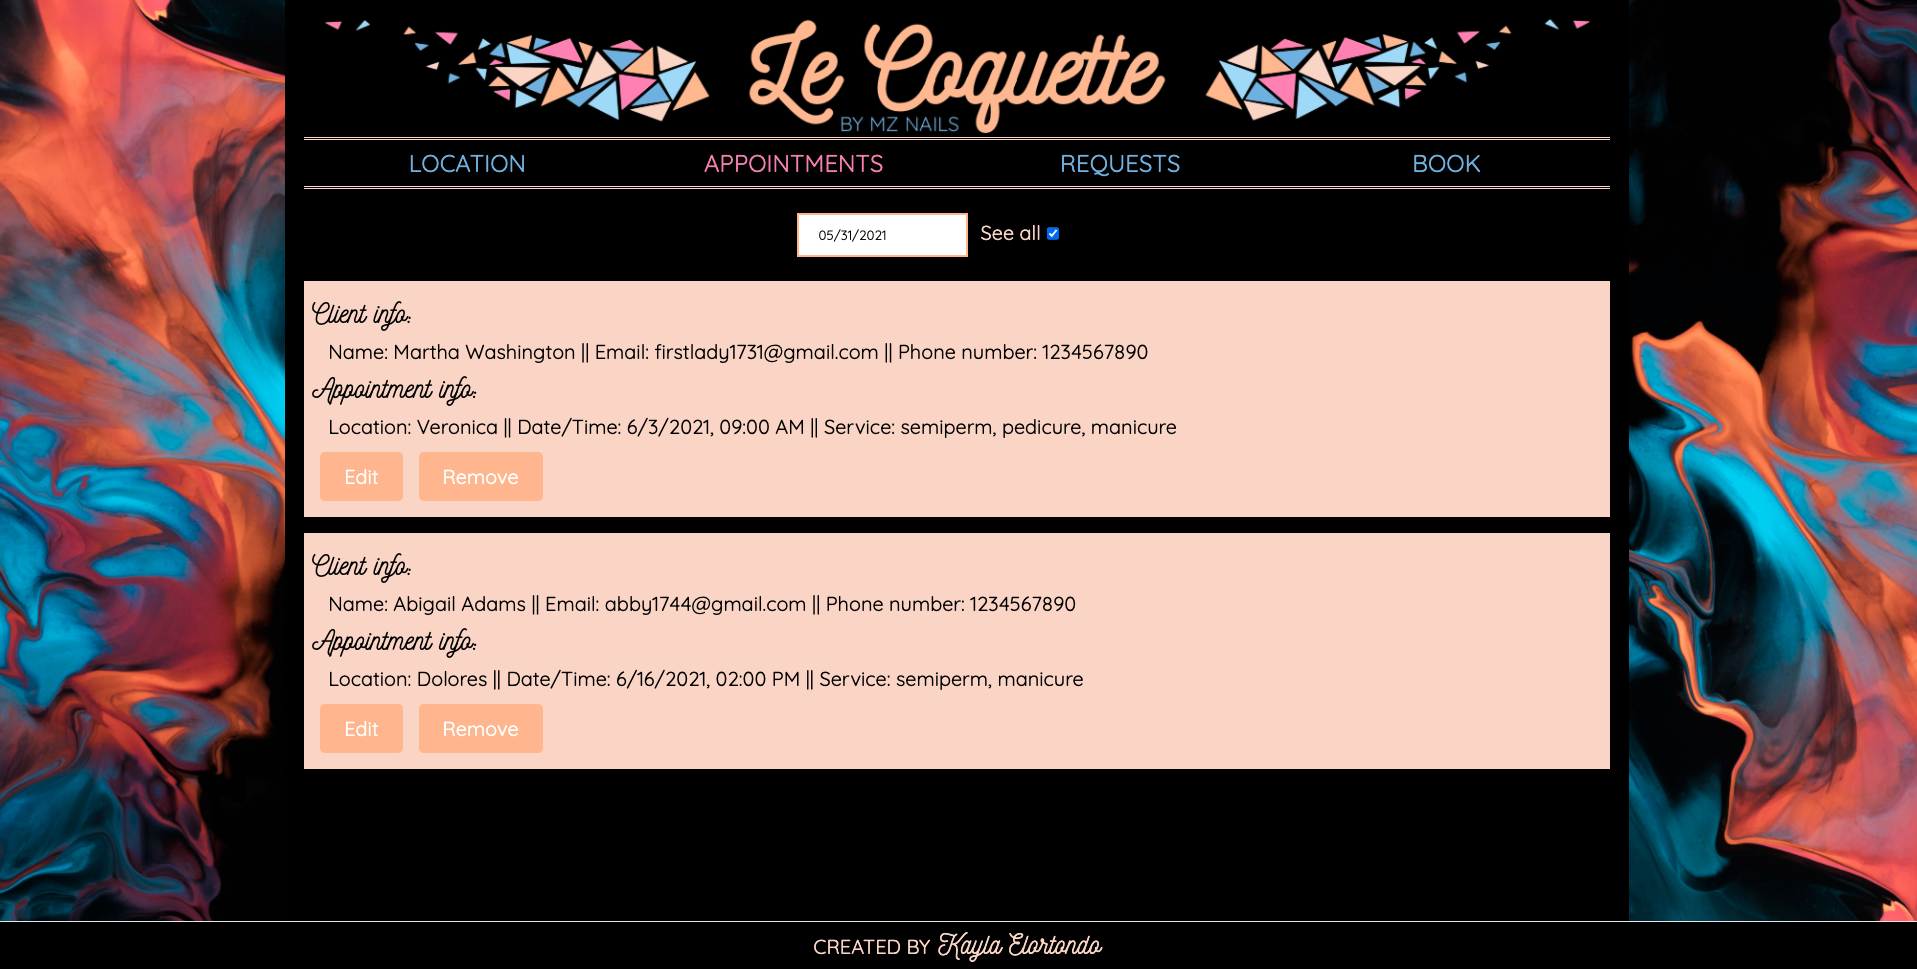 Le Coquette
BY MZ NAILS
LOCATION APPOINTMENTS REQUESTS BOOK
05/31/2021 See all
Client info:
Name: Martha Washington || Email: firstlady1731@gmail.com || Phone number: 1234567890
Appointment info:
Location: Veronica || Date/Time: 6/3/2021, 09:00 AM || Service: semiperm, pedicure, manicure
Edit Remove
Client info:
Name: Abigail Adams || Email: abby1744@gmail.com || Phone number: 1234567890
Appointment info:
Location: Dolores || Date/Time: 6/16/2021, 02:00 PM || Service: semiperm, manicure
Edit Remove
CREATED BY Kayla Elortondo